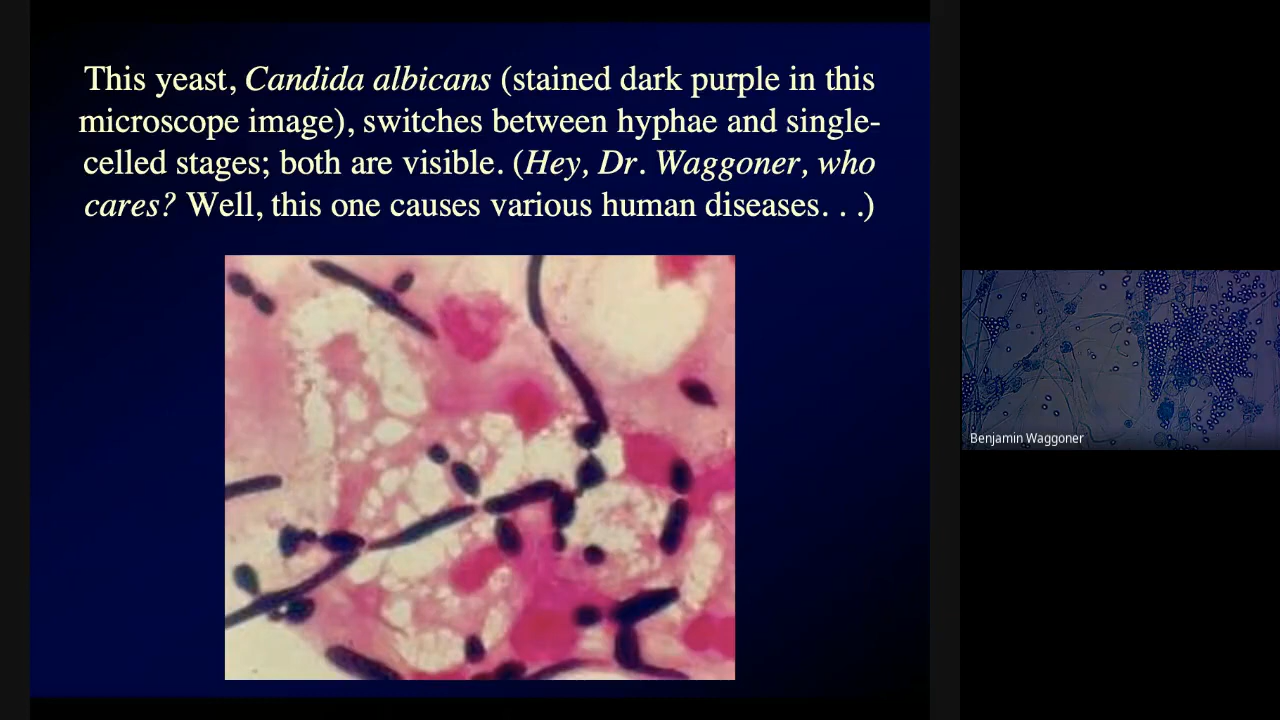 This yeast, Candida albicans (stained dark purple in this
microscope image), switches between hyphae and single-
celled stages; both are visible. (Hey, Dr. Waggoner, who
cares? Well, this one causes various human diseases. . .)
Benjamin Waggoner